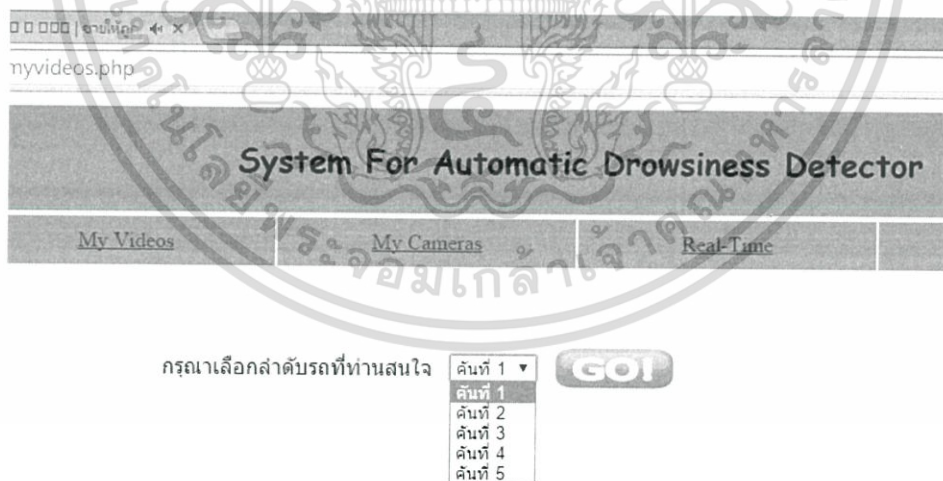 myvideos.php
System For Automatic Drowsiness Detector
My Videos My Cameras Real-Time
กรุณาเลือกลำดับรถที่ท่านสนใจ คันที่ 1 ▼ GO!
คันที่ 1
คันที่ 2
คันที่ 3
คันที่ 4
คันที่ 5